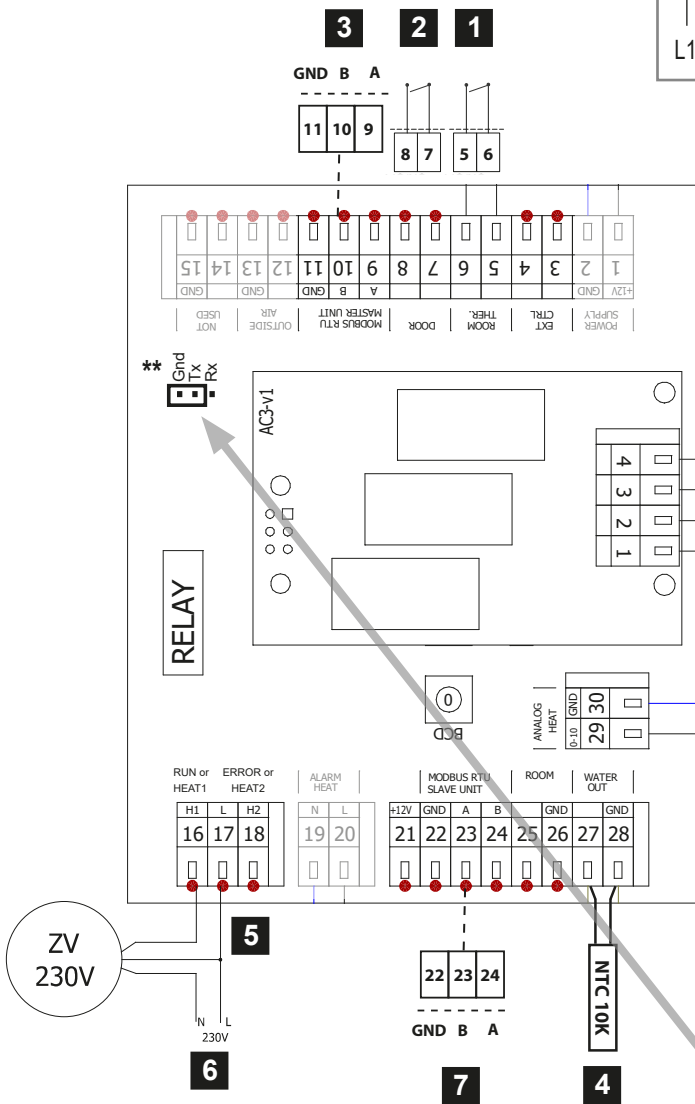 L1
3
2
1
GND B A
11 10 9
8 7
5 6
15 14 13 12 11 10 9 8 7 6 5 4 3 2 1
GND GND GND B A GND +12V
NOT
USED
OUTSIDE
AIR
MODBUS RTU
MASTER UNIT
DOOR
ROOM
THER.
EXT
CTRL
POWER
SUPPLY
**
Gnd
Tx
Rx
AC3-v1
4
3
2
1
RELAY
0
BCD
ANALOG
HEAT
0-10 GND
29 30
RUN or
HEAT1
ERROR or
HEAT2
ALARM
HEAT
MODBUS RTU
SLAVE UNIT
ROOM
WATER
OUT
H1 L H2
N L
+12V GND A B GND GND
16 17 18
19 20
21 22 23 24 25 26 27 28
ZV
230V
5
N L
230V
6
22 23 24
GND B A
7
NTC 10K
4